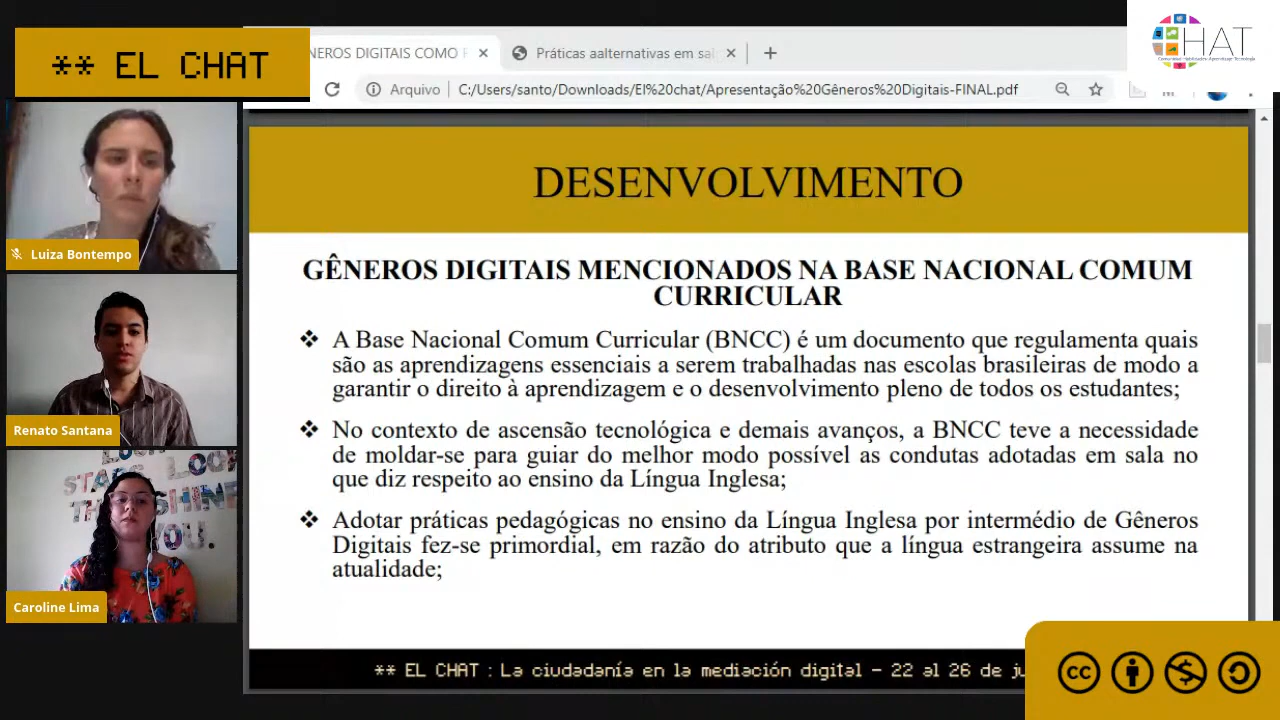 ** EL CHAT
NEROS DIGITAIS COMO
Práticas aalternativas em sal
HAT
Arquivo
C:/Users/santo/Downloads/El%20chat/Apresentação%20Gêneros%20Digitais-FINAL.pdf
DESENVOLVIMENTO
GÊNEROS DIGITAIS MENCIONADOS NA BASE NACIONAL COMUM
CURRICULAR
❖ A Base Nacional Comum Curricular (BNCC) é um documento que regulamenta quais
são as aprendizagens essenciais a serem trabalhadas nas escolas brasileiras de modo a
garantir o direito à aprendizagem e o desenvolvimento pleno de todos os estudantes;
❖ No contexto de ascensão tecnológica e demais avanços, a BNCC teve a necessidade
de moldar-se para guiar do melhor modo possível as condutas adotadas em sala no
que diz respeito ao ensino da Língua Inglesa;
❖ Adotar práticas pedagógicas no ensino da Língua Inglesa por intermédio de Gêneros
Digitais fez-se primordial, em razão do atributo que a língua estrangeira assume na
atualidade;
Luiza Bontempo
Renato Santana
YOU.
Caroline Lima
** EL CHAT : La ciudadanía en la mediación digital - 22 al 26 de ju
cc